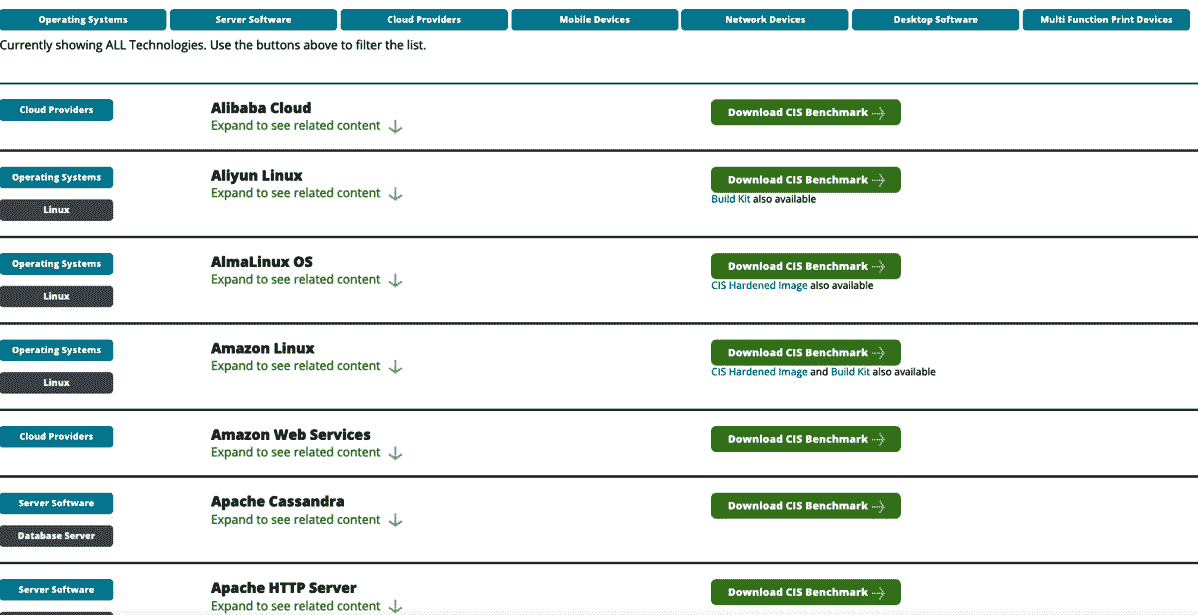 Operating Systems
Server Software
Cloud Providers
Mobile Devices
Network Devices
Desktop Software
Multi Function Print Devices
Currently showing ALL Technologies. Use the buttons above to filter the list.
Cloud Providers
Alibaba Cloud
Expand to see related content
Download CIS Benchmark
Operating Systems
Linux
Aliyun Linux
Expand to see related content
Download CIS Benchmark
Build Kit also available
Operating Systems
Linux
AlmaLinux OS
Expand to see related content
Download CIS Benchmark
CIS Hardened Image also available
Operating Systems
Linux
Amazon Linux
Expand to see related content
Download CIS Benchmark
CIS Hardened Image and Build Kit also available
Cloud Providers
Amazon Web Services
Expand to see related content
Download CIS Benchmark
Server Software
Database Server
Apache Cassandra
Expand to see related content
Download CIS Benchmark
Server Software
Apache HTTP Server
Expand to see related content
Download CIS Benchmark